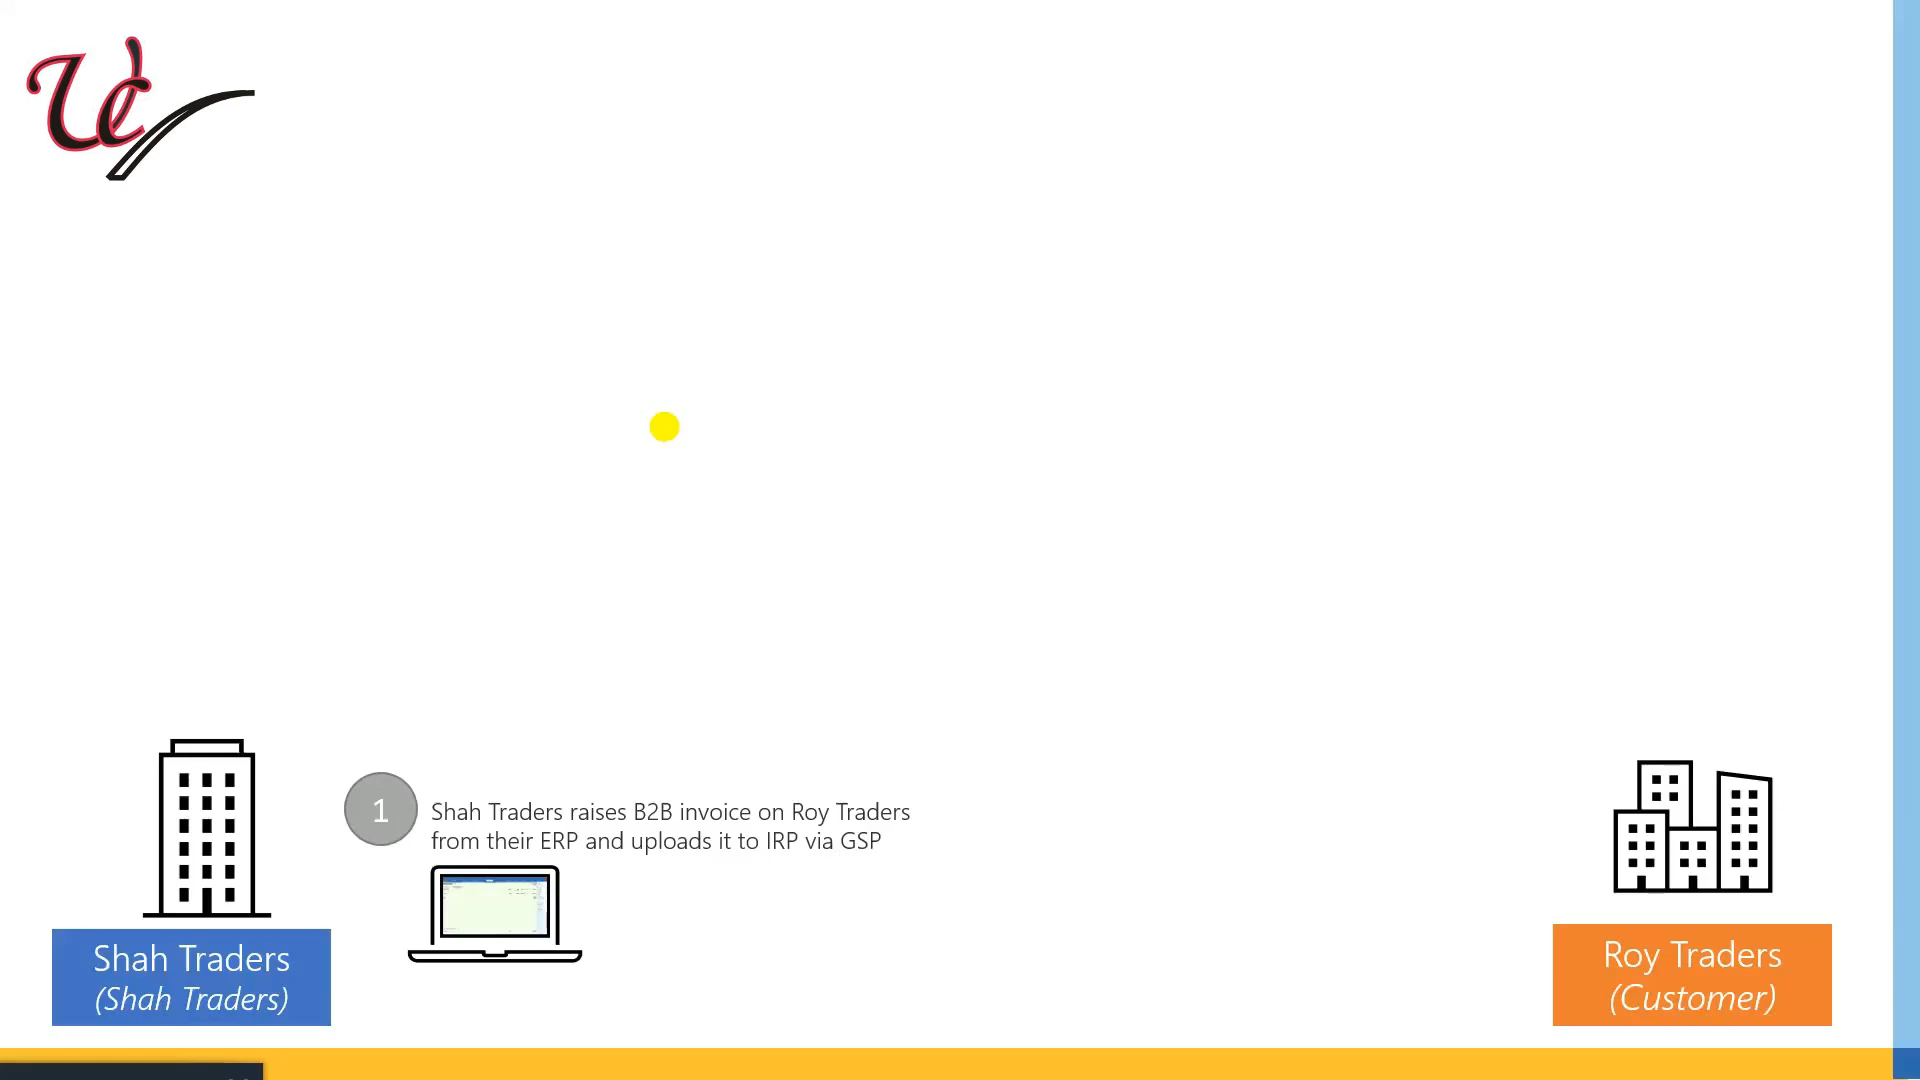 1
Shah Traders raises B2B invoice on Roy Traders
from their ERP and uploads it to IRP via GSP
Shah Traders
(Shah Traders)
Roy Traders
(Customer)